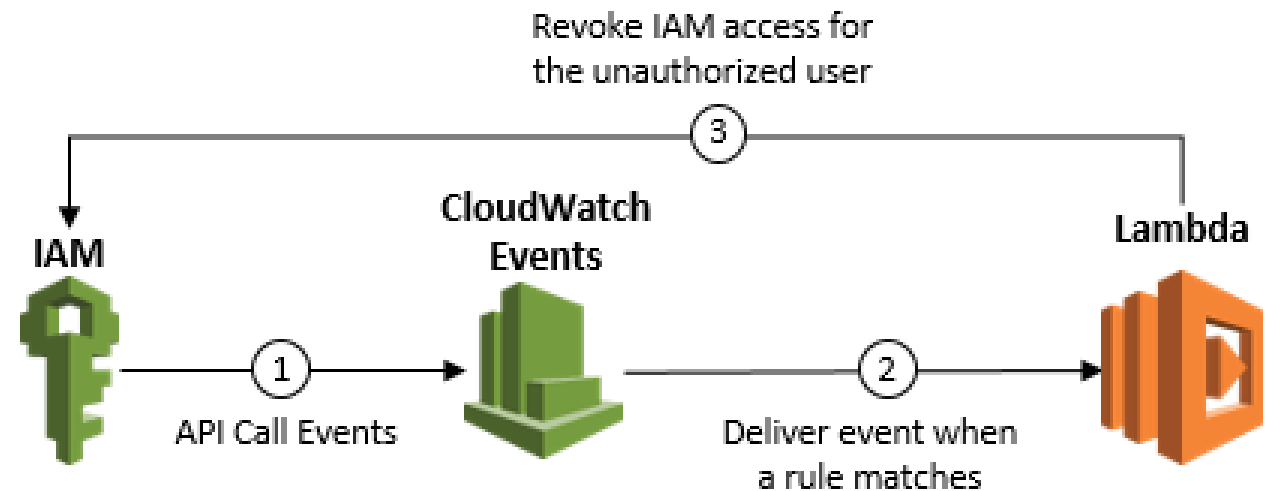 Revoke IAM access for
the unauthorized user
3
CloudWatch
Events
IAM
Lambda
1
2
API Call Events
Deliver event when
a rule matches